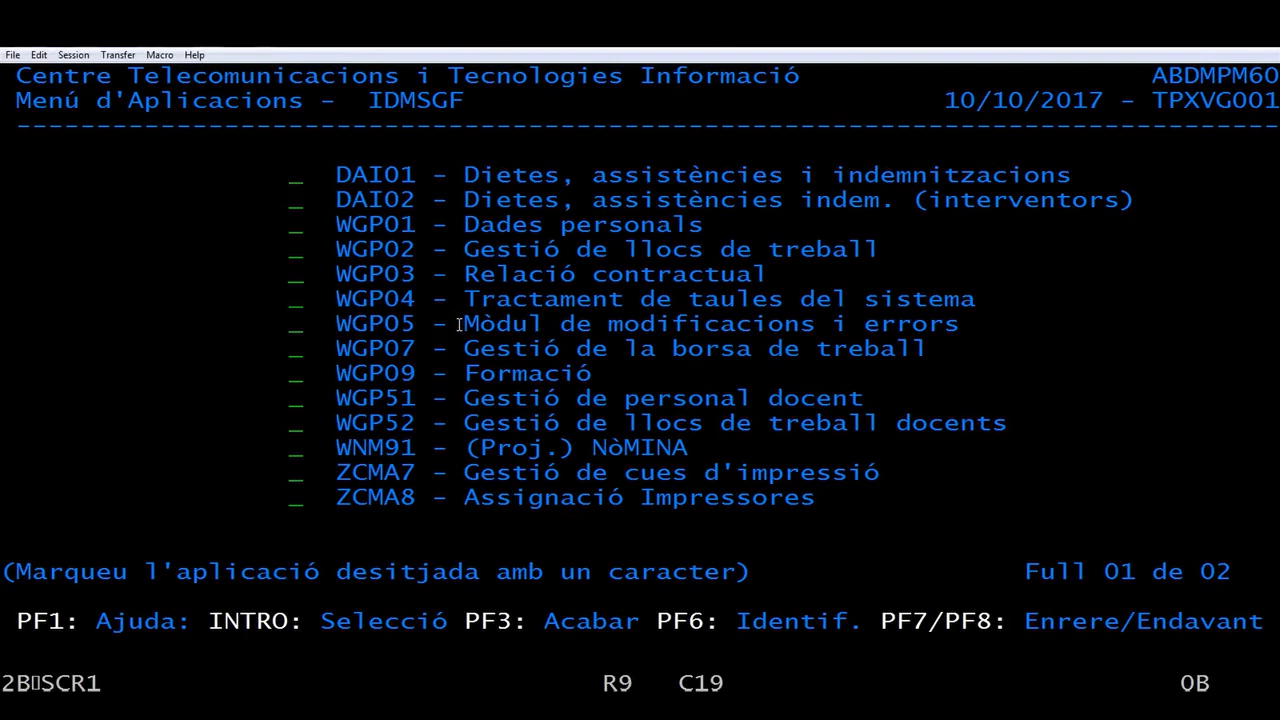 File Edit Session Transfer Macro Help
Centre Telecomunicacions i Tecnologies Informació ABDMPM60
Menú d'Aplicacions - IDMSGF 10/10/2017 - TPXVG001
--------------------------------------------------------------------------------
_ DAI01 - Dietes, assistències i indemnitzacions
_ DAI02 - Dietes, assistències indem. (interventors)
_ WGP01 - Dades personals
_ WGP02 - Gestió de llocs de treball
_ WGP03 - Relació contractual
_ WGP04 - Tractament de taules del sistema
_ WGP05 - Mòdul de modificacions i errors
_ WGP07 - Gestió de la borsa de treball
_ WGP09 - Formació
_ WGP51 - Gestió de personal docent
_ WGP52 - Gestió de llocs de treball docents
_ WNM91 - (Proj.) NòMINA
_ ZCMA7 - Gestió de cues d'impressió
_ ZCMA8 - Assignació Impressores
(Marqueu l'aplicació desitjada amb un caracter) Full 01 de 02
PF1: Ajuda: INTRO: Selecció PF3: Acabar PF6: Identif. PF7/PF8: Enrere/Endavant
2B▯SCR1 R9 C19 0B